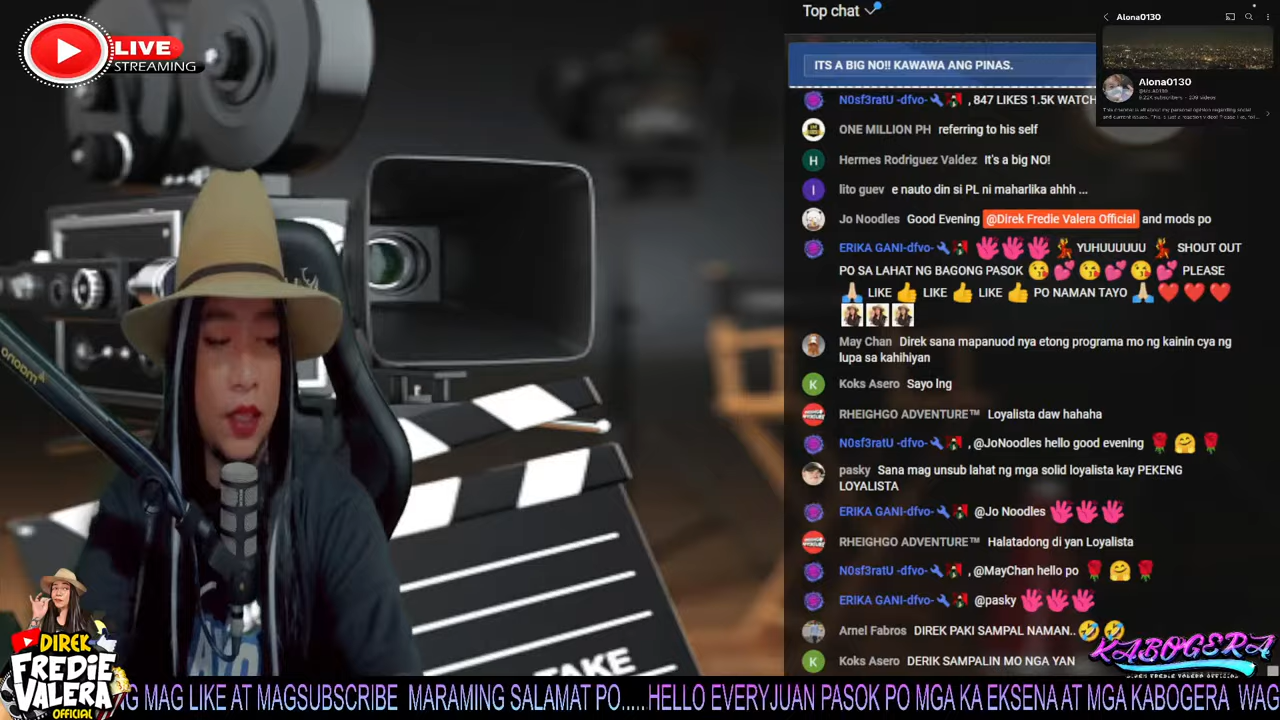 LIVE
STREAMING
Top chat
Alona0130
Alona0130
ITS A BIG NO!! KAWAWA ANG PINAS.
N0sf3ratU -dfvo- , 847 LIKES 1.5K WATCH
ONE MILLION PH referring to his self
Hermes Rodriguez Valdez It's a big NO!
lito guev e nauto din si PL ni maharlika ahhh ...
Jo Noodles Good Evening @Direk Fredie Valera Official and mods po
ERIKA GANI-dfvo- 👋👋👋💃 YUHUUUUUU 💃 SHOUT OUT
PO SA LAHAT NG BAGONG PASOK 😘💕😘💕😘💕 PLEASE
🙏 LIKE 👍 LIKE 👍 LIKE 👍 PO NAMAN TAYO 🙏❤️❤️❤️
May Chan Direk sana mapanuod nya etong programa mo ng kainin cya ng
lupa sa kahihiyan
Koks Asero Sayo lng
RHEIGHGO ADVENTURE™ Loyalista daw hahaha
N0sf3ratU -dfvo- , @JoNoodles hello good evening 🌹🤗🌹
pasky Sana mag unsub lahat ng mga solid loyalista kay PEKENG
LOYALISTA
ERIKA GANI-dfvo- @Jo Noodles 👋👋👋
RHEIGHGO ADVENTURE™ Halatadong di yan Loyalista
N0sf3ratU -dfvo- , @MayChan hello po 🌹🤗🌹
ERIKA GANI-dfvo- @pasky 👋👋👋
Arnel Fabros DIREK PAKI SAMPAL NAMAN.. 🤣🤣
Koks Asero DERIK SAMPALIN MO NGA YAN
maono
TAKE
KABOGERA
DIREK FREDIE VALERA OFFICIAL
DIREK
FREDIE
VALERA
OFFICIAL
G MAG LIKE AT MAGSUBSCRIBE MARAMING SALAMAT PO.....HELLO EVERYJUAN PASOK PO MGA KA EKSENA AT MGA KABOGERA WAG